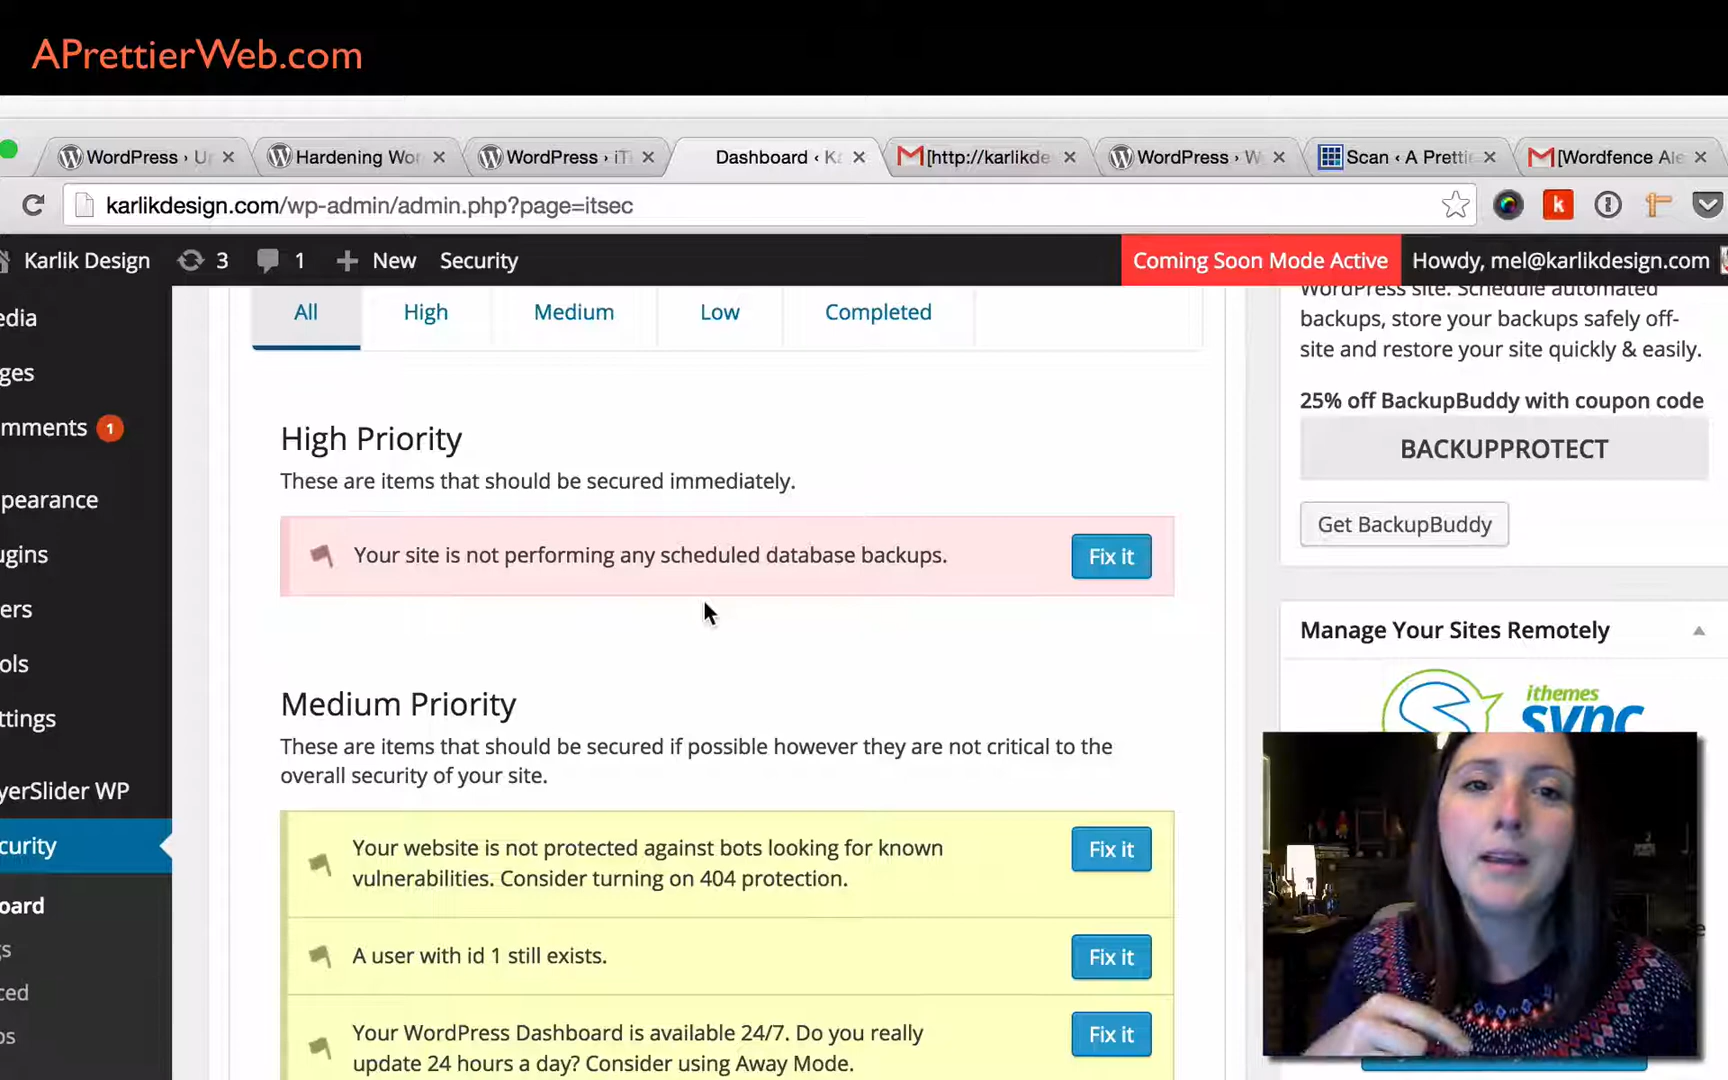 APrettierWeb.com
WordPress › Ur
Hardening Wor
WordPress › iTl
Dashboard ‹ Ka
[http://karlikde
WordPress › W
Scan ‹ A Pretti
[Wordfence Ale
karlikdesign.com/wp-admin/admin.php?page=itsec
Karlik Design
3
1
New
Security
Coming Soon Mode Active
Howdy, mel@karlikdesign.com
edia
ges
mments 1
pearance
ugins
ers
ols
ttings
yerSlider WP
curity
oard
gs
ced
ps
All
High
Medium
Low
Completed
High Priority
These are items that should be secured immediately.
Your site is not performing any scheduled database backups.
Fix it
Medium Priority
These are items that should be secured if possible however they are not critical to the
overall security of your site.
Your website is not protected against bots looking for known
vulnerabilities. Consider turning on 404 protection.
Fix it
A user with id 1 still exists.
Fix it
Your WordPress Dashboard is available 24/7. Do you really
update 24 hours a day? Consider using Away Mode.
Fix it
WordPress site. Schedule automated
backups, store your backups safely off-
site and restore your site quickly & easily.
25% off BackupBuddy with coupon code
BACKUPPROTECT
Get BackupBuddy
Manage Your Sites Remotely
ithemes
sync